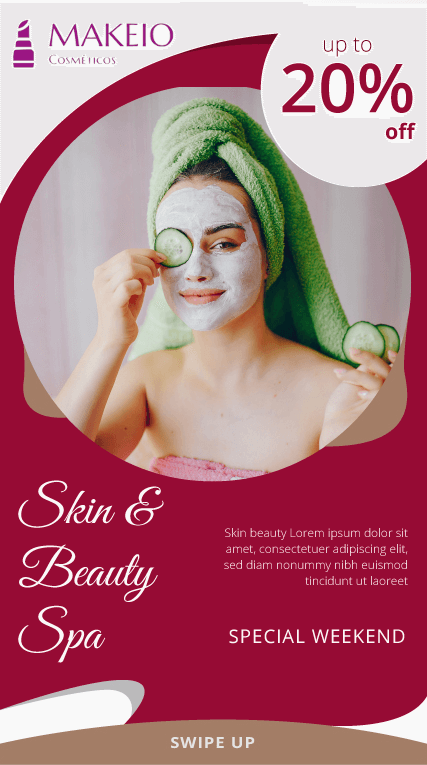 MAKEIO
Cosméticos
up to
20%
off
Skin &
Beauty
Spa
Skin beauty Lorem ipsum dolor sit
amet, consectetuer adipiscing elit,
sed diam nonummy nibh euismod
tincidunt ut laoreet
SPECIAL WEEKEND
SWIPE UP